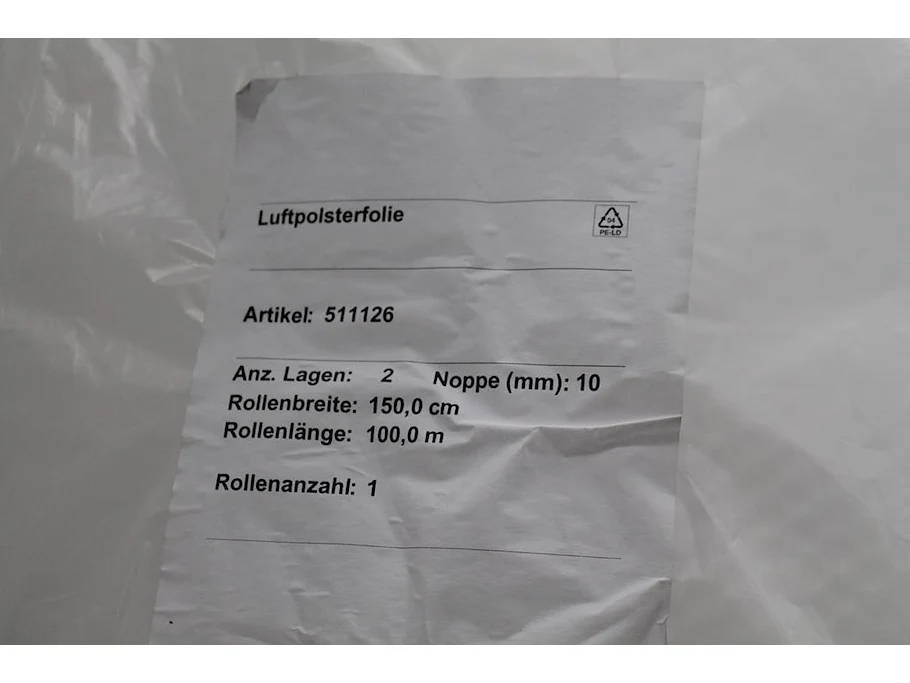 Luftpolsterfolie
04
PE-LD
Artikel: 511126
Anz. Lagen: 2 Noppe (mm): 10
Rollenbreite: 150,0 cm
Rollenlänge: 100,0 m
Rollenanzahl: 1